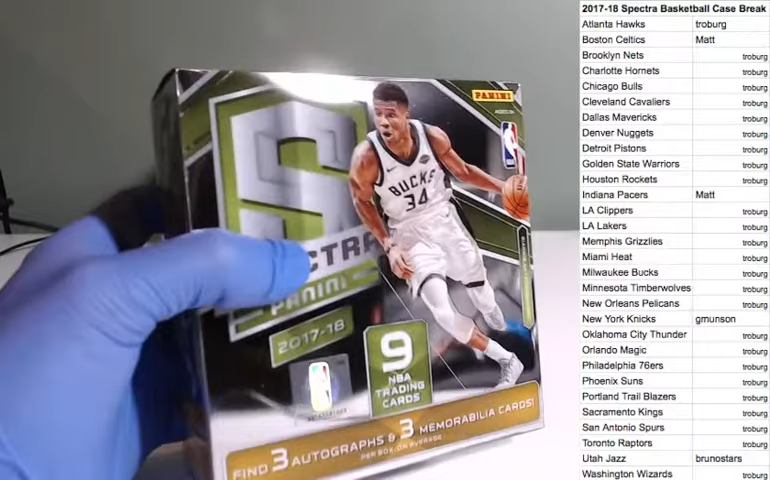 PANINI
BUCKS
34
CTRA
PANINI
2017-18
9
NBA
TRADING
CARDS
FIND 3 AUTOGRAPHS & 3 MEMORABILIA CARDS!
PER BOX, ON AVERAGE
2017-18 Spectra Basketball Case Break
Atlanta Hawks troburg
Boston Celtics Matt
Brooklyn Nets troburg
Charlotte Hornets troburg
Chicago Bulls troburg
Cleveland Cavaliers troburg
Dallas Mavericks troburg
Denver Nuggets troburg
Detroit Pistons troburg
Golden State Warriors troburg
Houston Rockets troburg
Indiana Pacers Matt
LA Clippers troburg
LA Lakers troburg
Memphis Grizzlies troburg
Miami Heat troburg
Milwaukee Bucks troburg
Minnesota Timberwolves troburg
New Orleans Pelicans troburg
New York Knicks gmunson
Oklahoma City Thunder troburg
Orlando Magic troburg
Philadelphia 76ers troburg
Phoenix Suns troburg
Portland Trail Blazers troburg
Sacramento Kings troburg
San Antonio Spurs troburg
Toronto Raptors troburg
Utah Jazz brunostars
Washington Wizards troburg